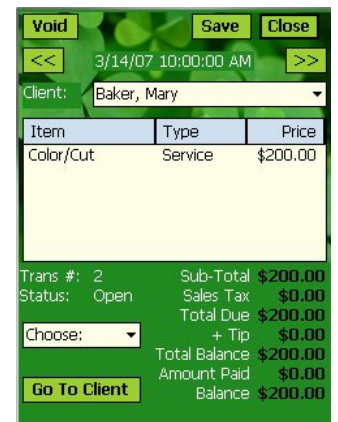 Void Save Close
<< 3/14/07 10:00:00 AM >>
Client: Baker, Mary
Item Type Price
Color/Cut Service $200.00
Trans #: 2 Sub-Total $200.00
Status: Open Sales Tax $0.00
Total Due $200.00
Choose: + Tip $0.00
Total Balance $200.00
Amount Paid $0.00
Go To Client Balance $200.00